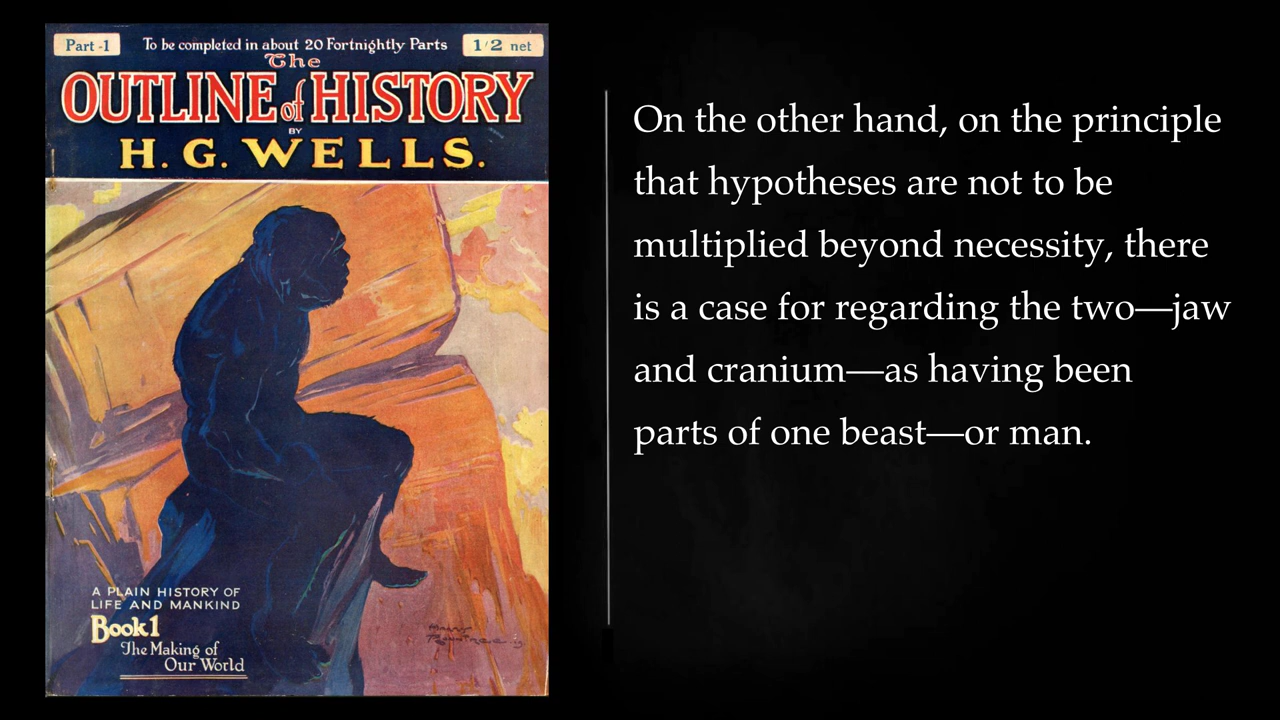 Part -1
To be completed in about 20 Fortnightly Parts
1/2 net
The
OUTLINE of HISTORY
BY
H. G. WELLS.
A PLAIN HISTORY OF
LIFE AND MANKIND
Book 1
The Making of
Our World
On the other hand, on the principle
that hypotheses are not to be
multiplied beyond necessity, there
is a case for regarding the two—jaw
and cranium—as having been
parts of one beast—or man.